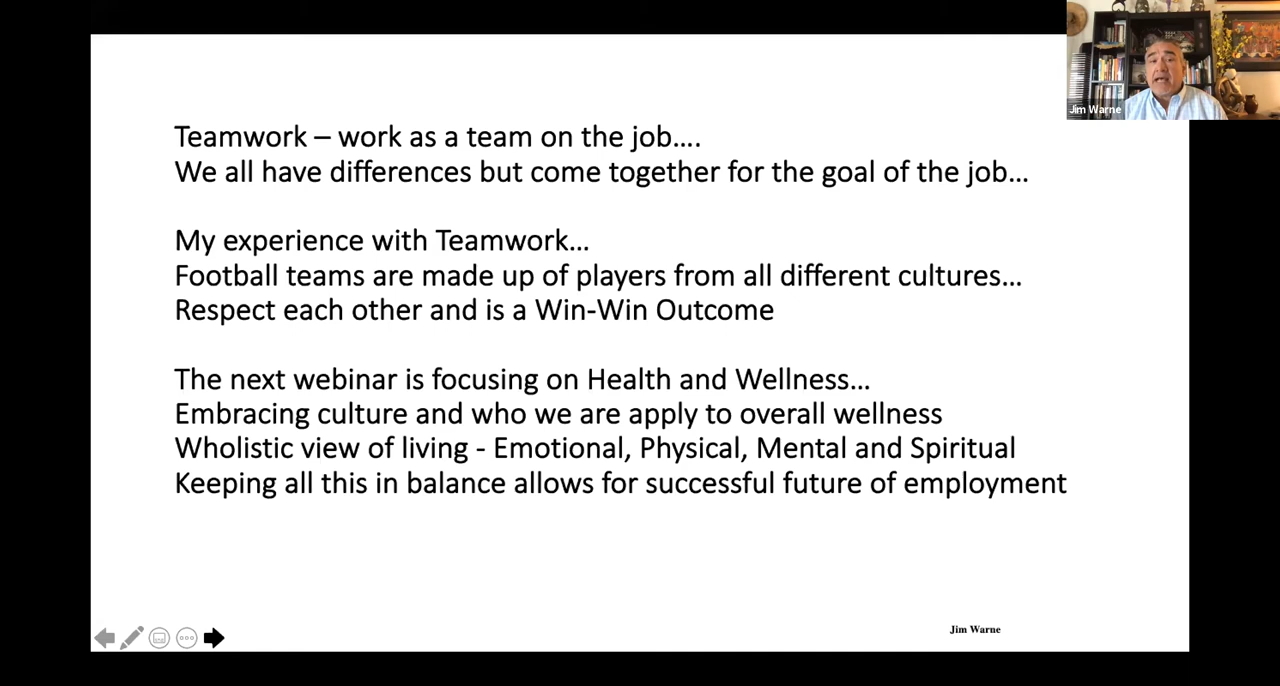 Jim Warne
Teamwork – work as a team on the job….
We all have differences but come together for the goal of the job…
My experience with Teamwork…
Football teams are made up of players from all different cultures…
Respect each other and is a Win-Win Outcome
The next webinar is focusing on Health and Wellness…
Embracing culture and who we are apply to overall wellness
Wholistic view of living - Emotional, Physical, Mental and Spiritual
Keeping all this in balance allows for successful future of employment
Jim Warne